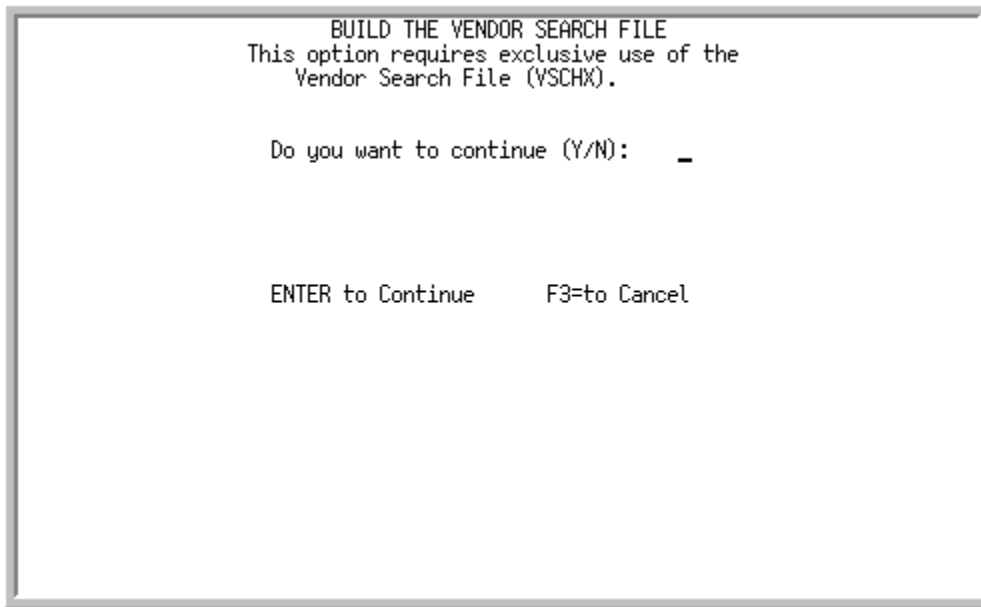 BUILD THE VENDOR SEARCH FILE
This option requires exclusive use of the
Vendor Search File (VSCHX).
Do you want to continue (Y/N): _
ENTER to Continue F3=to Cancel